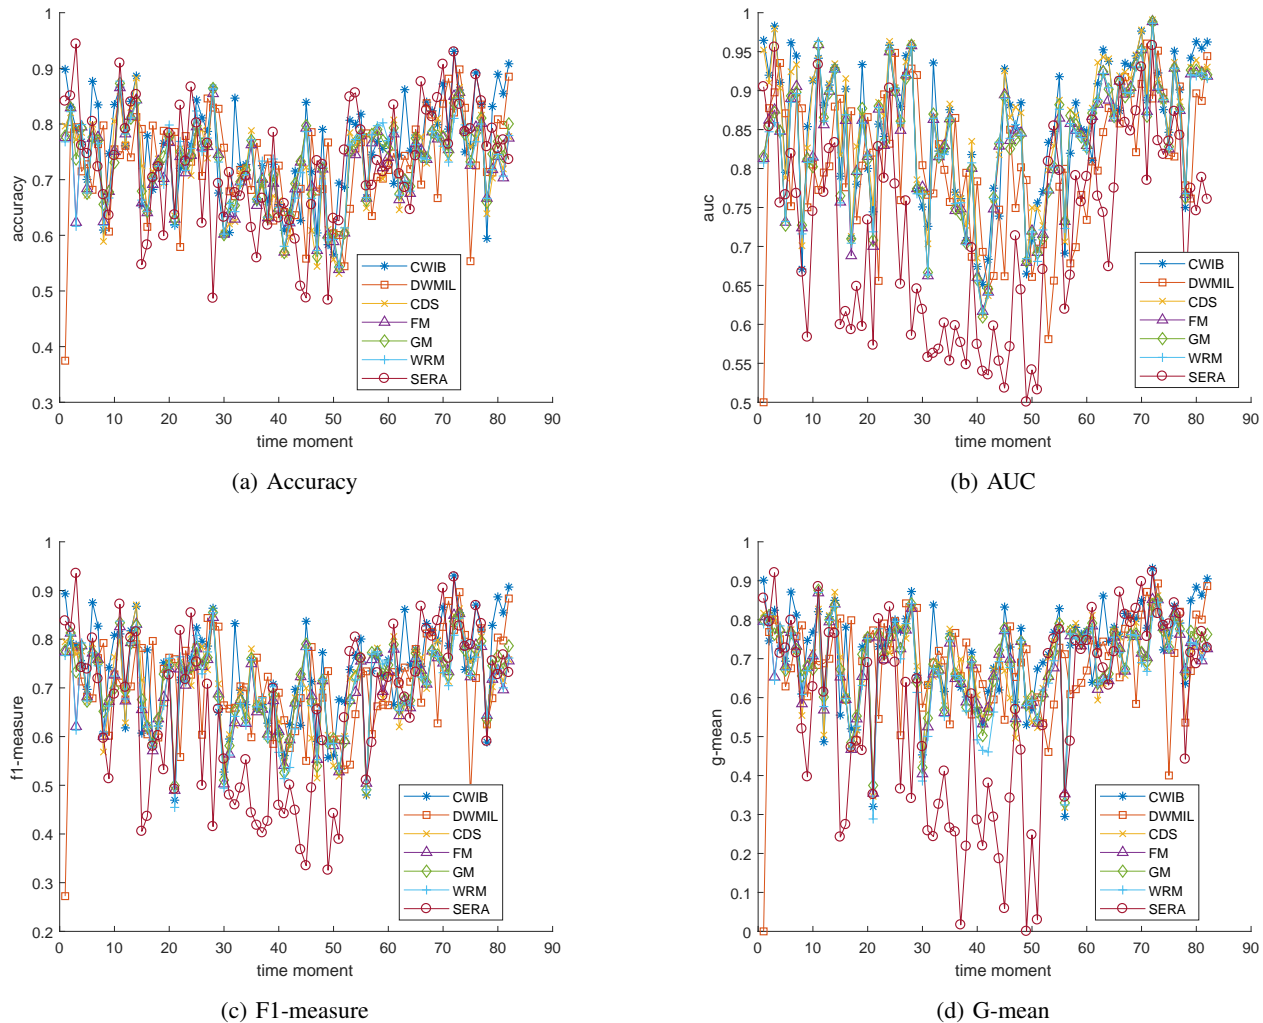 1
0.9
0.8
0.7
0.6
0.5
0.4
0.3
accuracy
0 10 20 30 40 50 60 70 80 90
time moment
CWIB
DWMIL
CDS
FM
GM
WRM
SERA
(a) Accuracy
1
0.95
0.9
0.85
0.8
0.75
0.7
0.65
0.6
0.55
0.5
auc
0 10 20 30 40 50 60 70 80 90
time moment
CWIB
DWMIL
CDS
FM
GM
WRM
SERA
(b) AUC
1
0.9
0.8
0.7
0.6
0.5
0.4
0.3
0.2
f1-measure
0 10 20 30 40 50 60 70 80 90
time moment
CWIB
DWMIL
CDS
FM
GM
WRM
SERA
(c) F1-measure
1
0.9
0.8
0.7
0.6
0.5
0.4
0.3
0.2
0.1
0
g-mean
0 10 20 30 40 50 60 70 80 90
time moment
CWIB
DWMIL
CDS
FM
GM
WRM
SERA
(d) G-mean